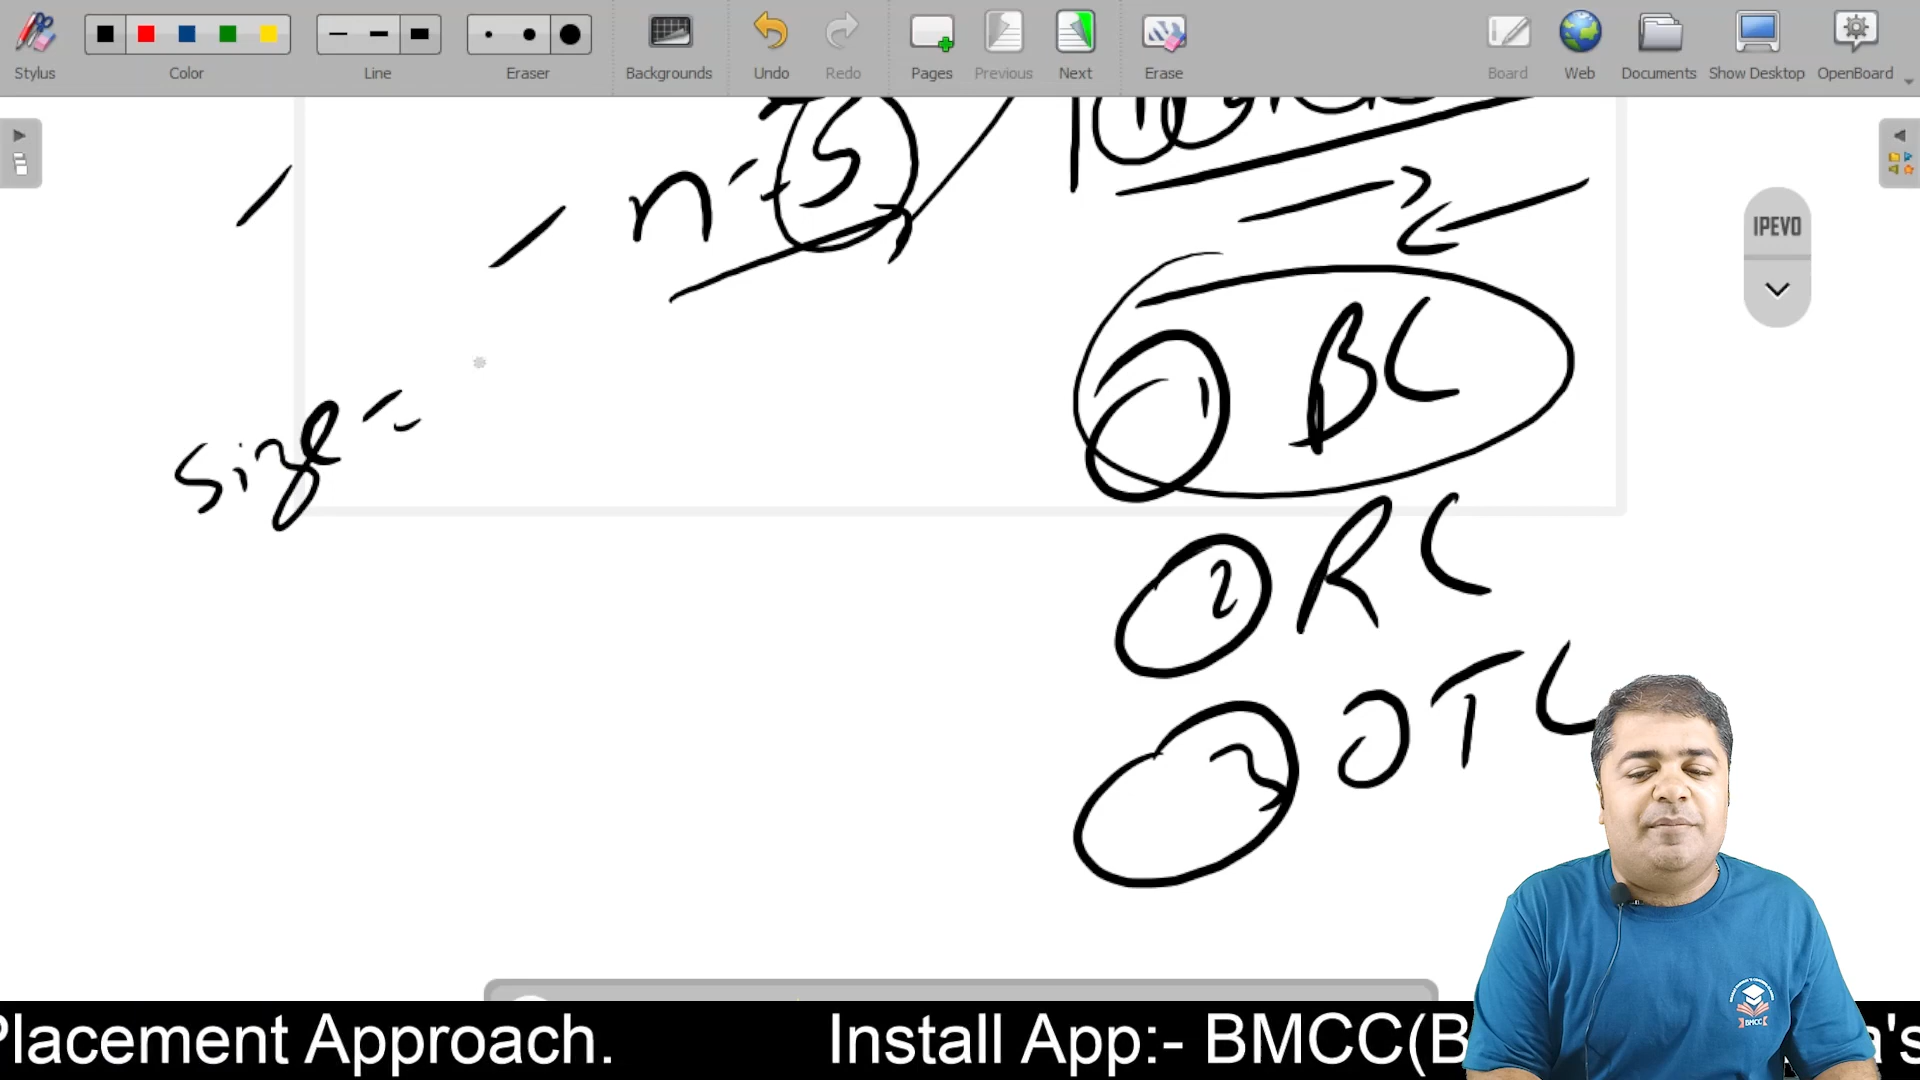 Stylus Color Line Eraser Backgrounds Undo Redo Pages Previous Next Erase Board Web Documents Show Desktop OpenBoard
IPEVO
n=5
1 BC
size=
2 RC
3 OTC
BMCC
Placement Approach. Install App:- BMCC(B a's